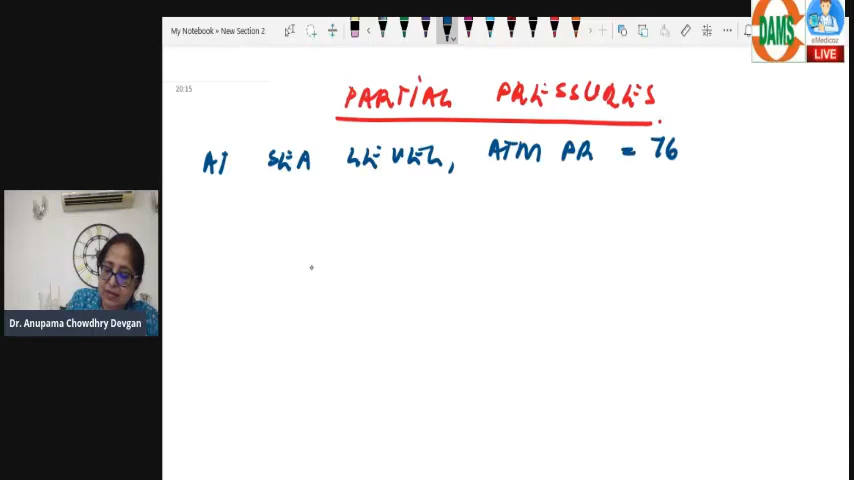 My Notebook » New Section 2
DAMS
eMedicoz
LIVE
20:15
PARTIAL PRESSURES.
AT SEA LEVEL, ATM PR = 76
Dr. Anupama Chowdhry Devgan